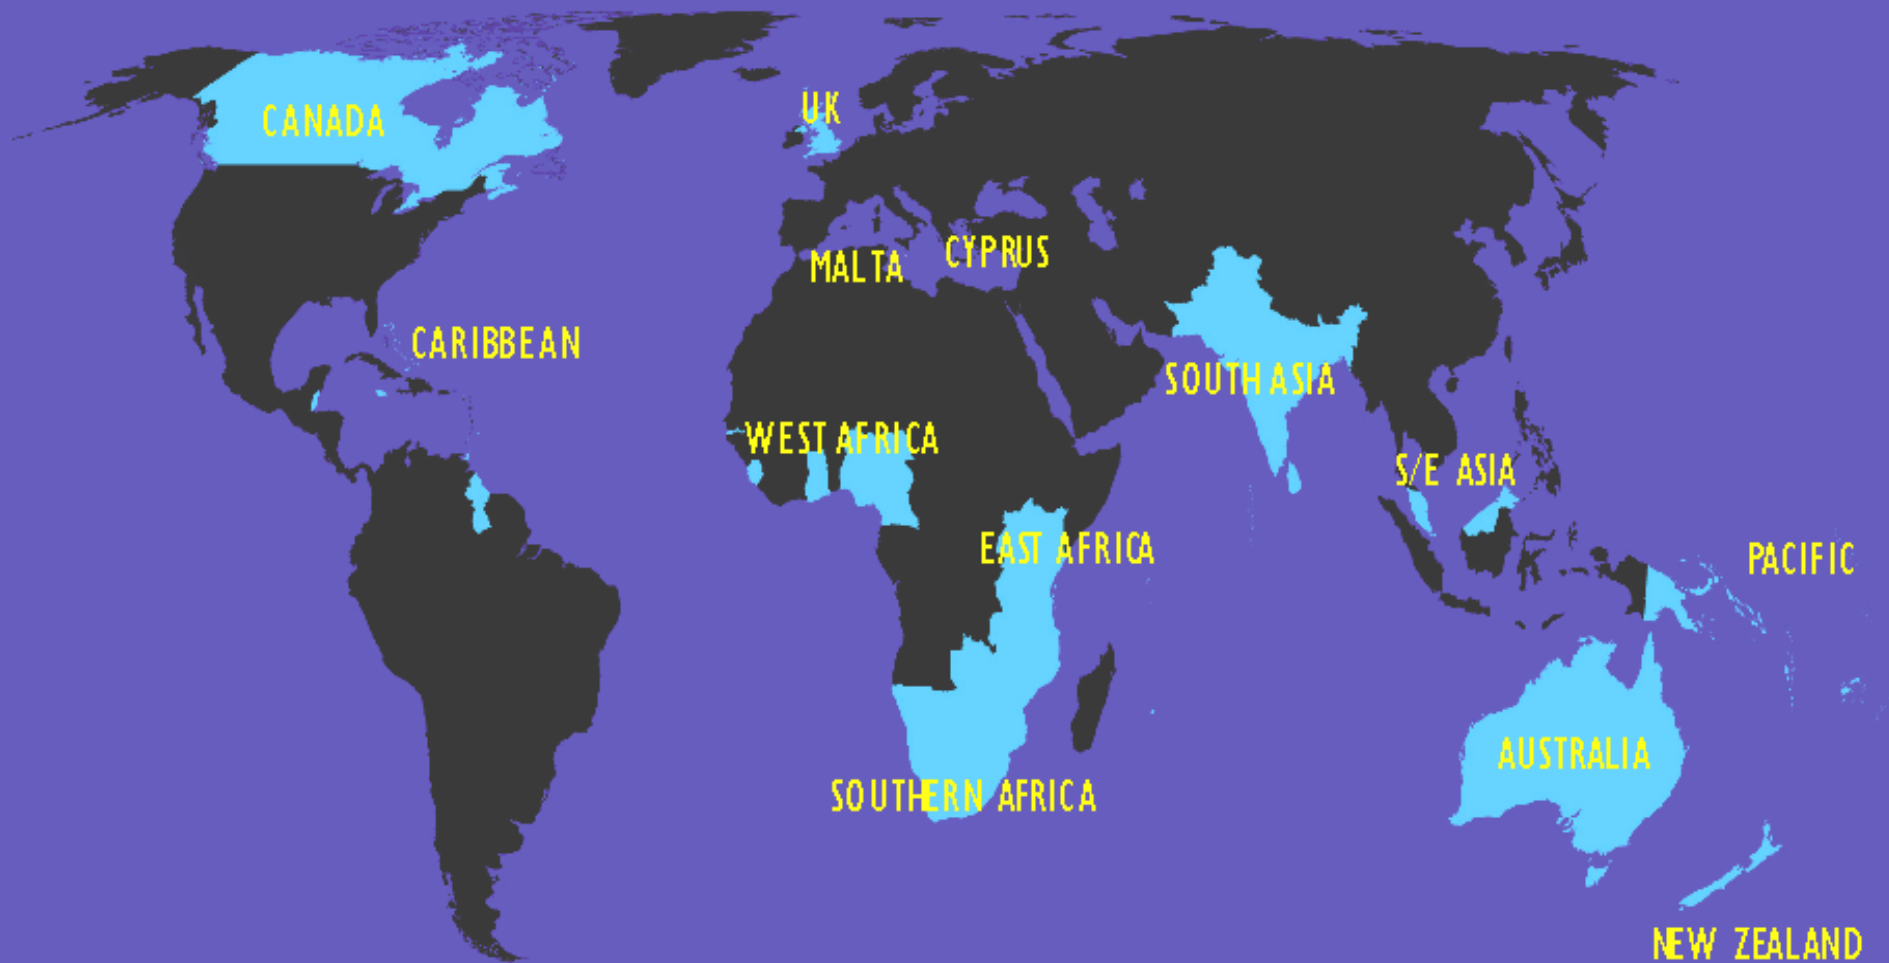 CANADA
UK
CYPRUS
MALTA
CARIBBEAN
SOUTH ASIA
WEST AFRICA
S/E ASIA
EAST AFRICA
PACIFIC
AUSTRALIA
SOUTHERN AFRICA
NEW ZEALAND